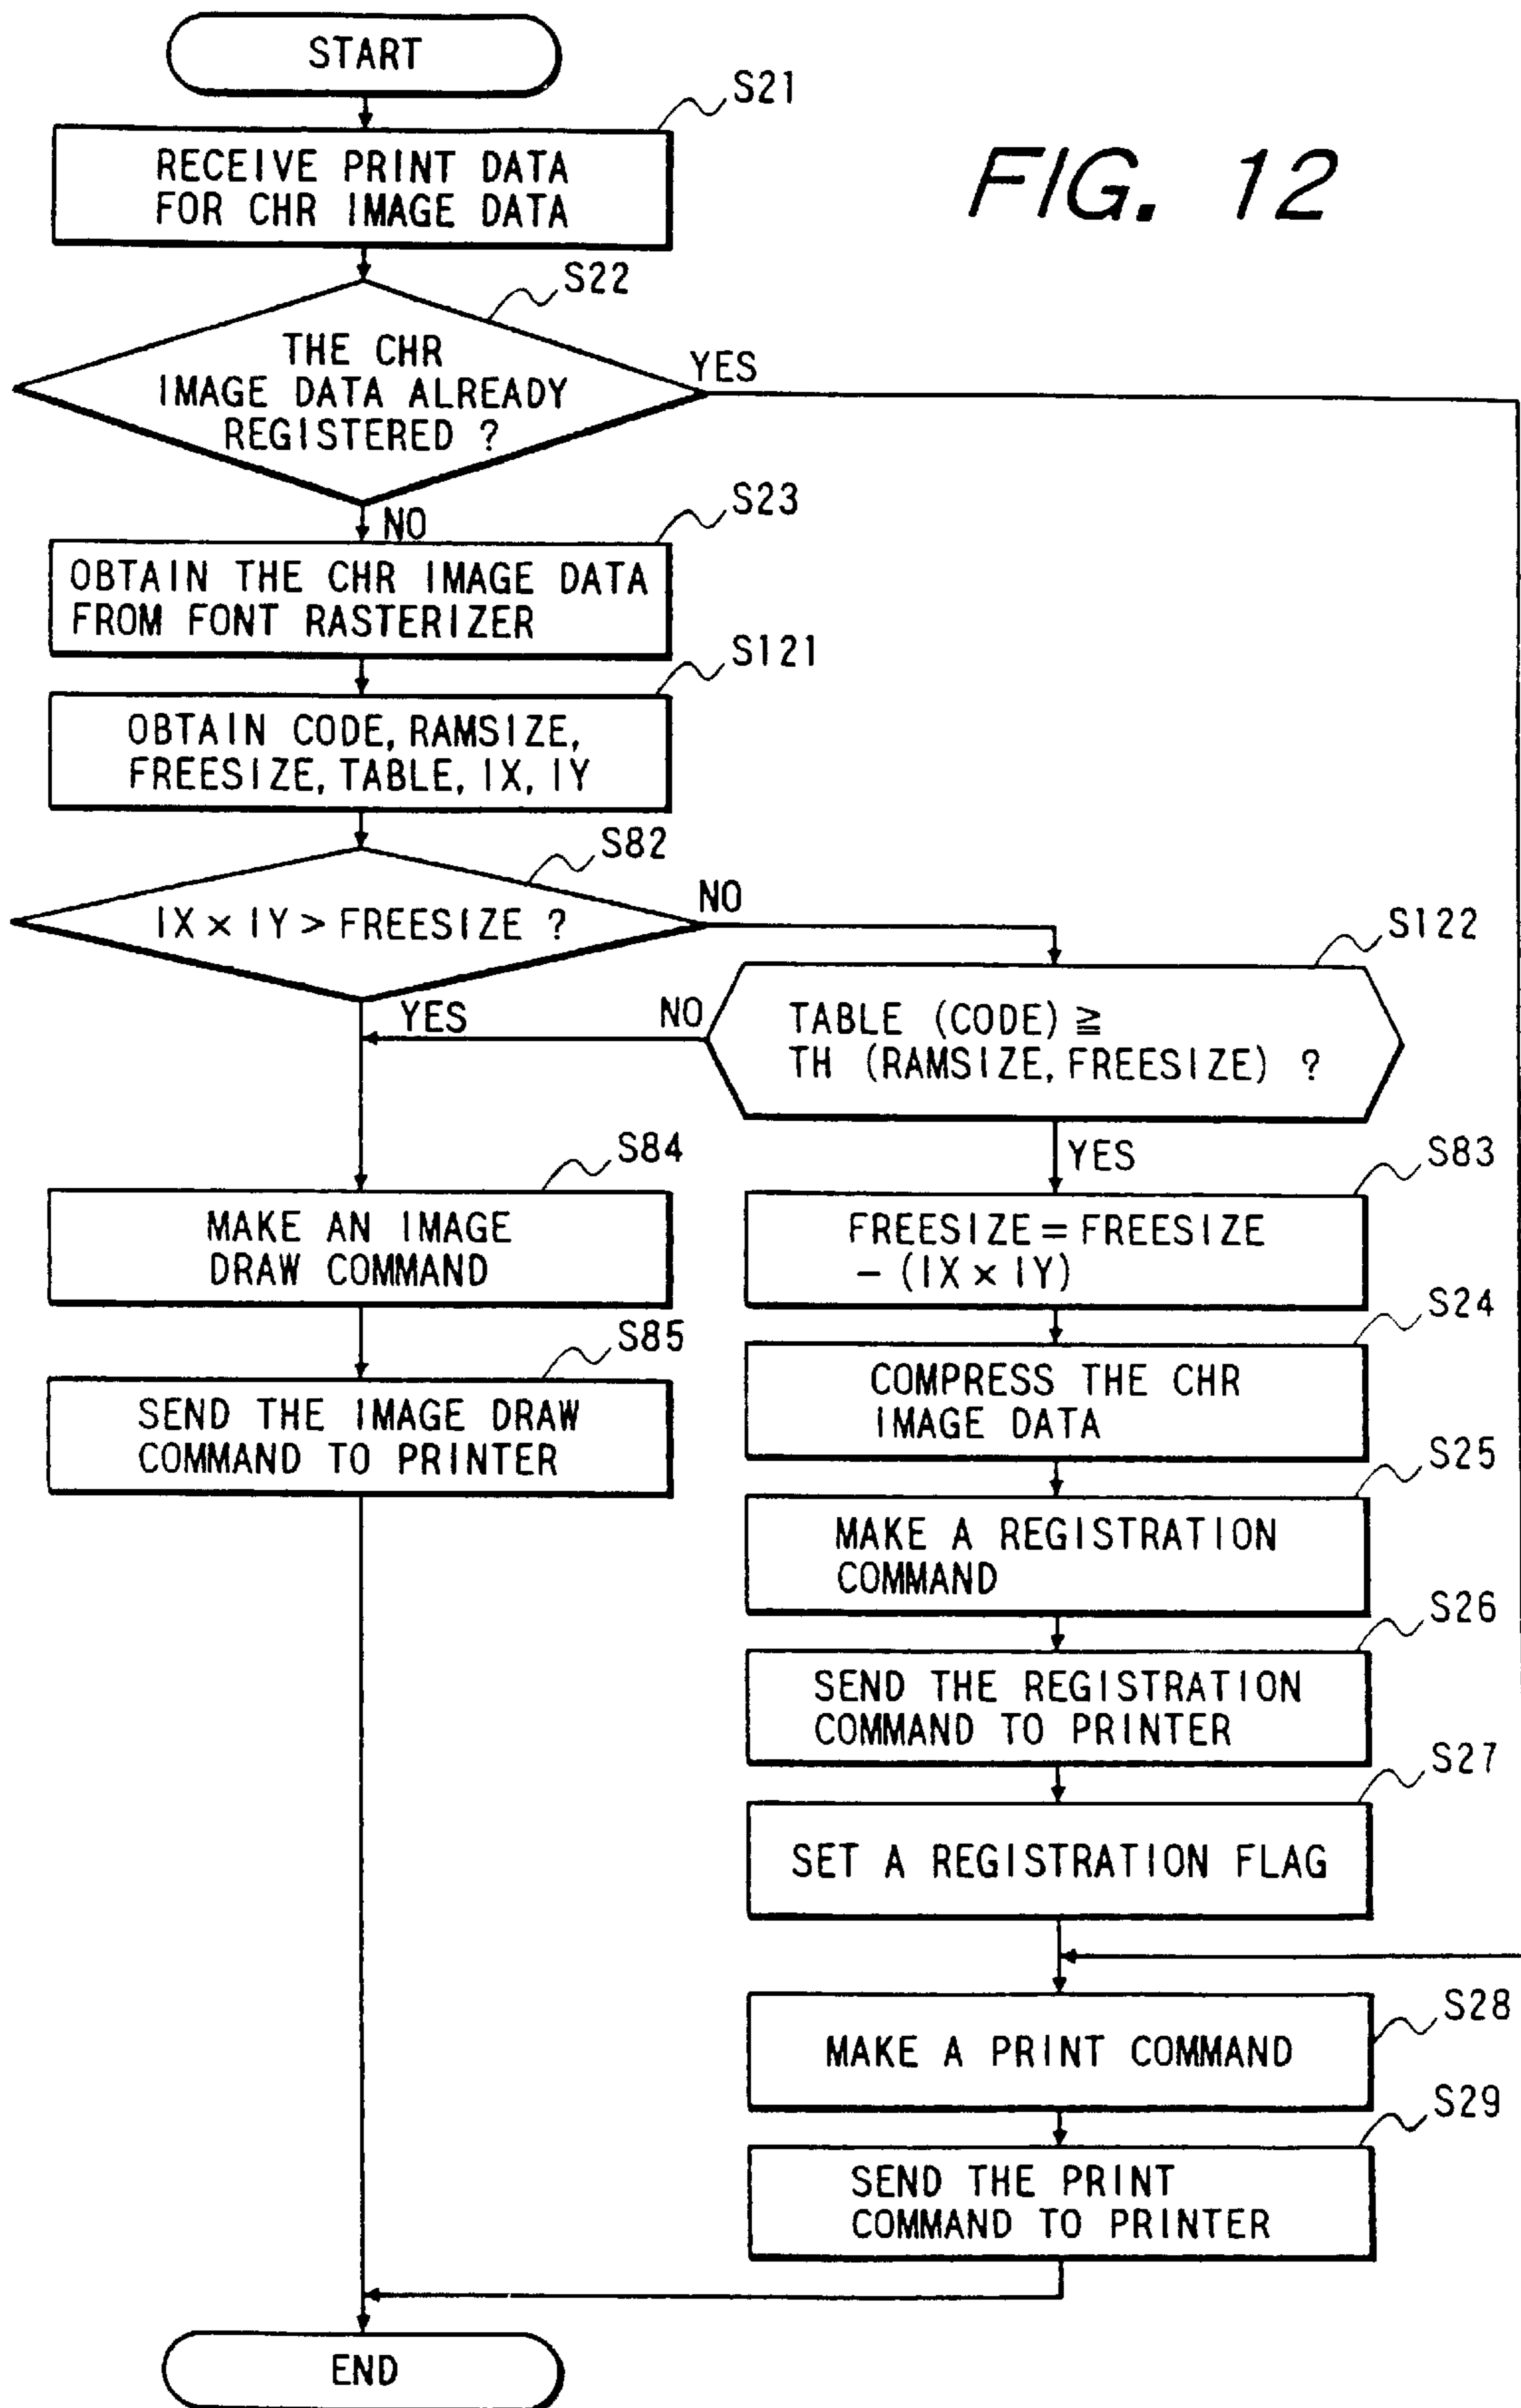 START
S21
RECEIVE PRINT DATA
FOR CHR IMAGE DATA
FIG. 12
S22
THE CHR
IMAGE DATA ALREADY
REGISTERED ?
YES
NO
S23
OBTAIN THE CHR IMAGE DATA
FROM FONT RASTERIZER
S121
OBTAIN CODE, RAMSIZE,
FREESIZE, TABLE, IX, IY
S82
IX × IY > FREESIZE ?
NO
YES
S122
TABLE (CODE) ≧
TH (RAMSIZE, FREESIZE) ?
NO
YES
S84
MAKE AN IMAGE
DRAW COMMAND
S85
SEND THE IMAGE DRAW
COMMAND TO PRINTER
S83
FREESIZE = FREESIZE
– (IX × IY)
S24
COMPRESS THE CHR
IMAGE DATA
S25
MAKE A REGISTRATION
COMMAND
S26
SEND THE REGISTRATION
COMMAND TO PRINTER
S27
SET A REGISTRATION FLAG
S28
MAKE A PRINT COMMAND
S29
SEND THE PRINT
COMMAND TO PRINTER
END